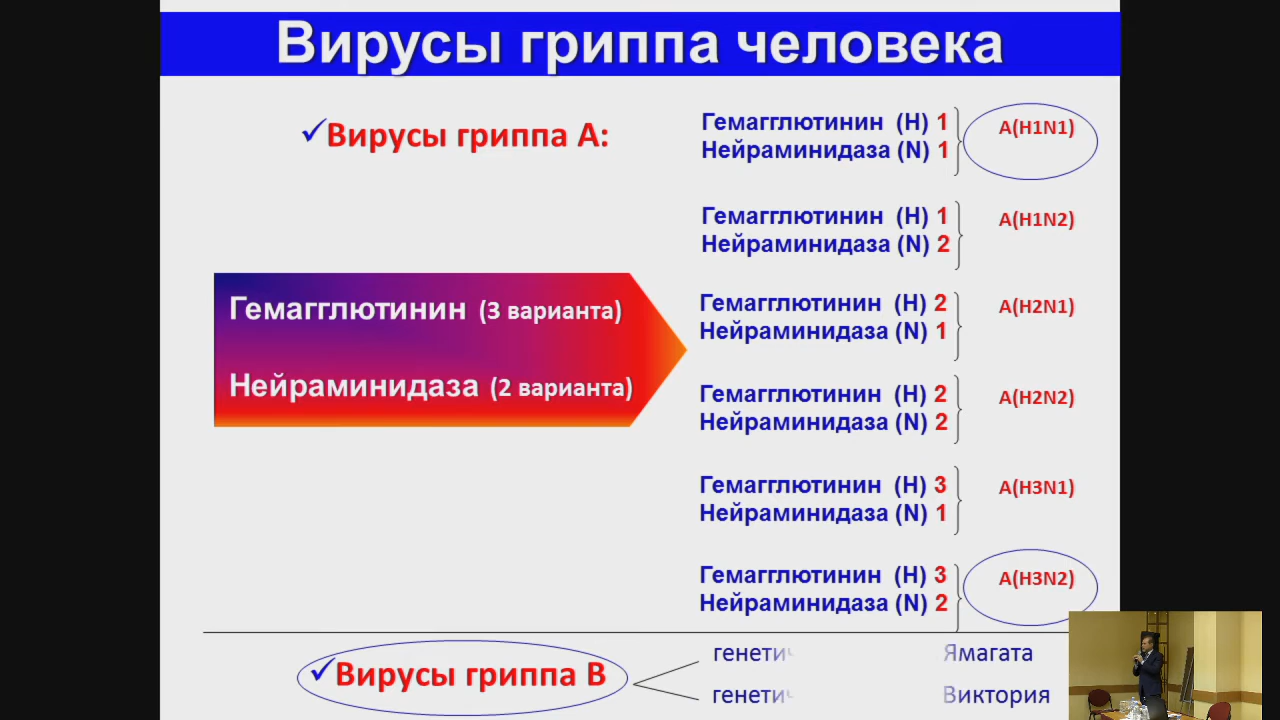 Вирусы гриппа человека
Вирусы гриппа А:
Гемагглютинин (H) 1
Нейраминидаза (N) 1
A(H1N1)
Гемагглютинин (H) 1
Нейраминидаза (N) 2
A(H1N2)
Гемагглютинин (3 варианта)
Нейраминидаза (2 варианта)
Гемагглютинин (H) 2
Нейраминидаза (N) 1
A(H2N1)
Гемагглютинин (H) 2
Нейраминидаза (N) 2
A(H2N2)
Гемагглютинин (H) 3
Нейраминидаза (N) 1
A(H3N1)
Гемагглютинин (H) 3
Нейраминидаза (N) 2
A(H3N2)
Вирусы гриппа В
Ямагата
Виктория